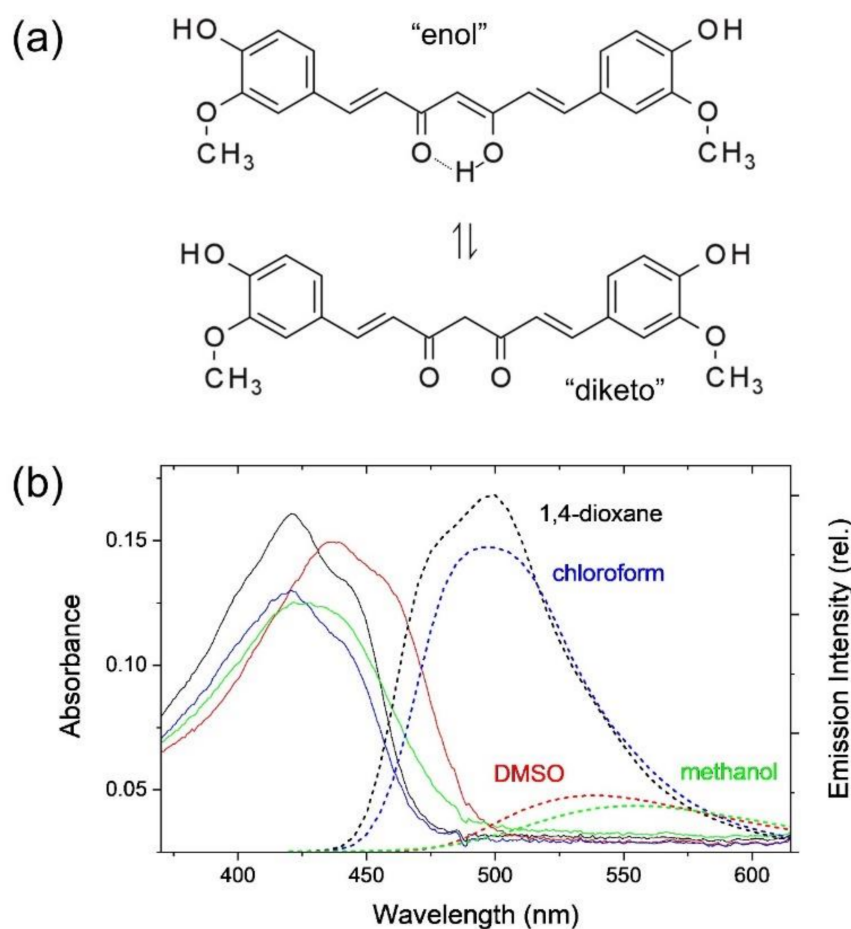 (a)
"enol"
HO
OH
O
CH3
O
CH3
O
H
O
HO
OH
O
CH3
O
CH3
O
O
"diketo"
(b)
1,4-dioxane
chloroform
DMSO
methanol
0.15
0.10
0.05
Absorbance
Emission Intensity (rel.)
400
450
500
550
600
Wavelength (nm)